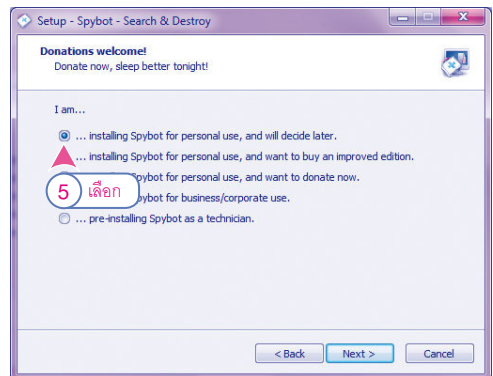 Setup - Spybot - Search & Destroy
Donations welcome!
Donate now, sleep better tonight!
I am...
... installing Spybot for personal use, and will decide later.
... installing Spybot for personal use, and want to buy an improved edition.
Spybot for personal use, and want to donate now.
5 เลือก
Spybot for business/corporate use.
... pre-installing Spybot as a technician.
< Back
Next >
Cancel